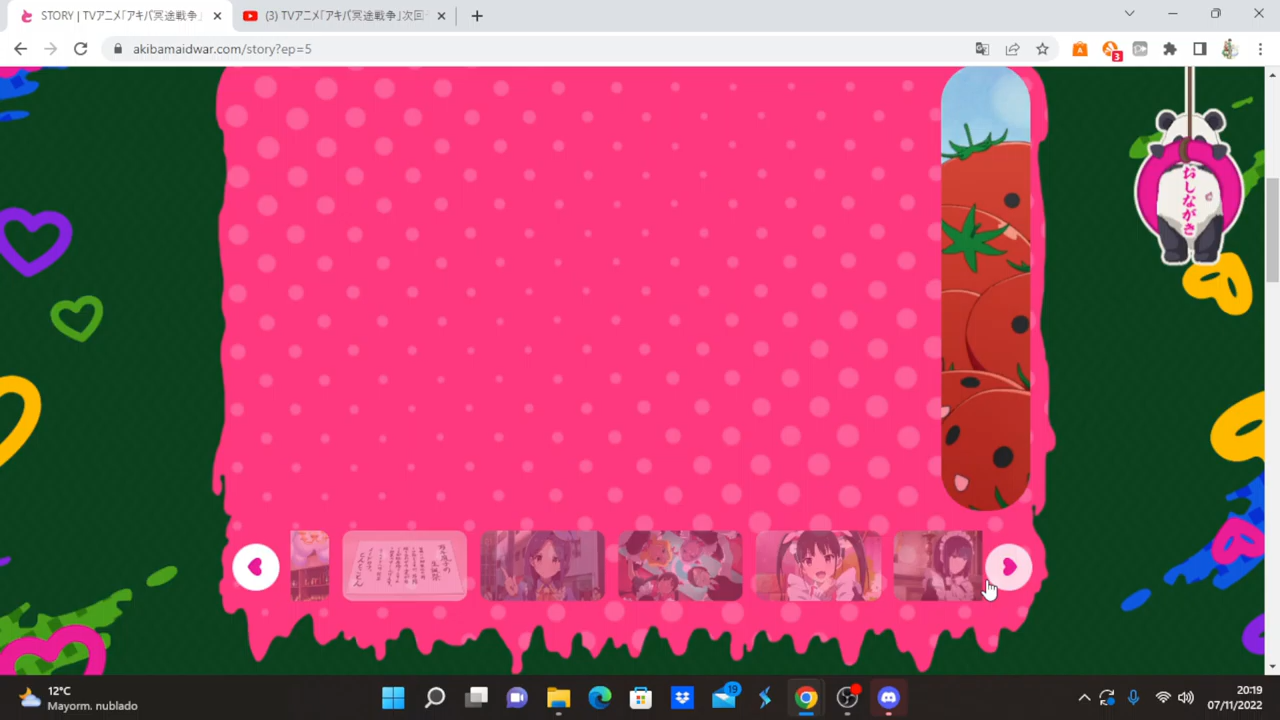 STORY | TVアニメ「アキバ冥途戦争」
(3) TVアニメ「アキバ冥途戦争」次回
akibamaidwar.com/story?ep=5
3
おしながき
12°C
Mayorm. nublado
19
20:19
07/11/2022